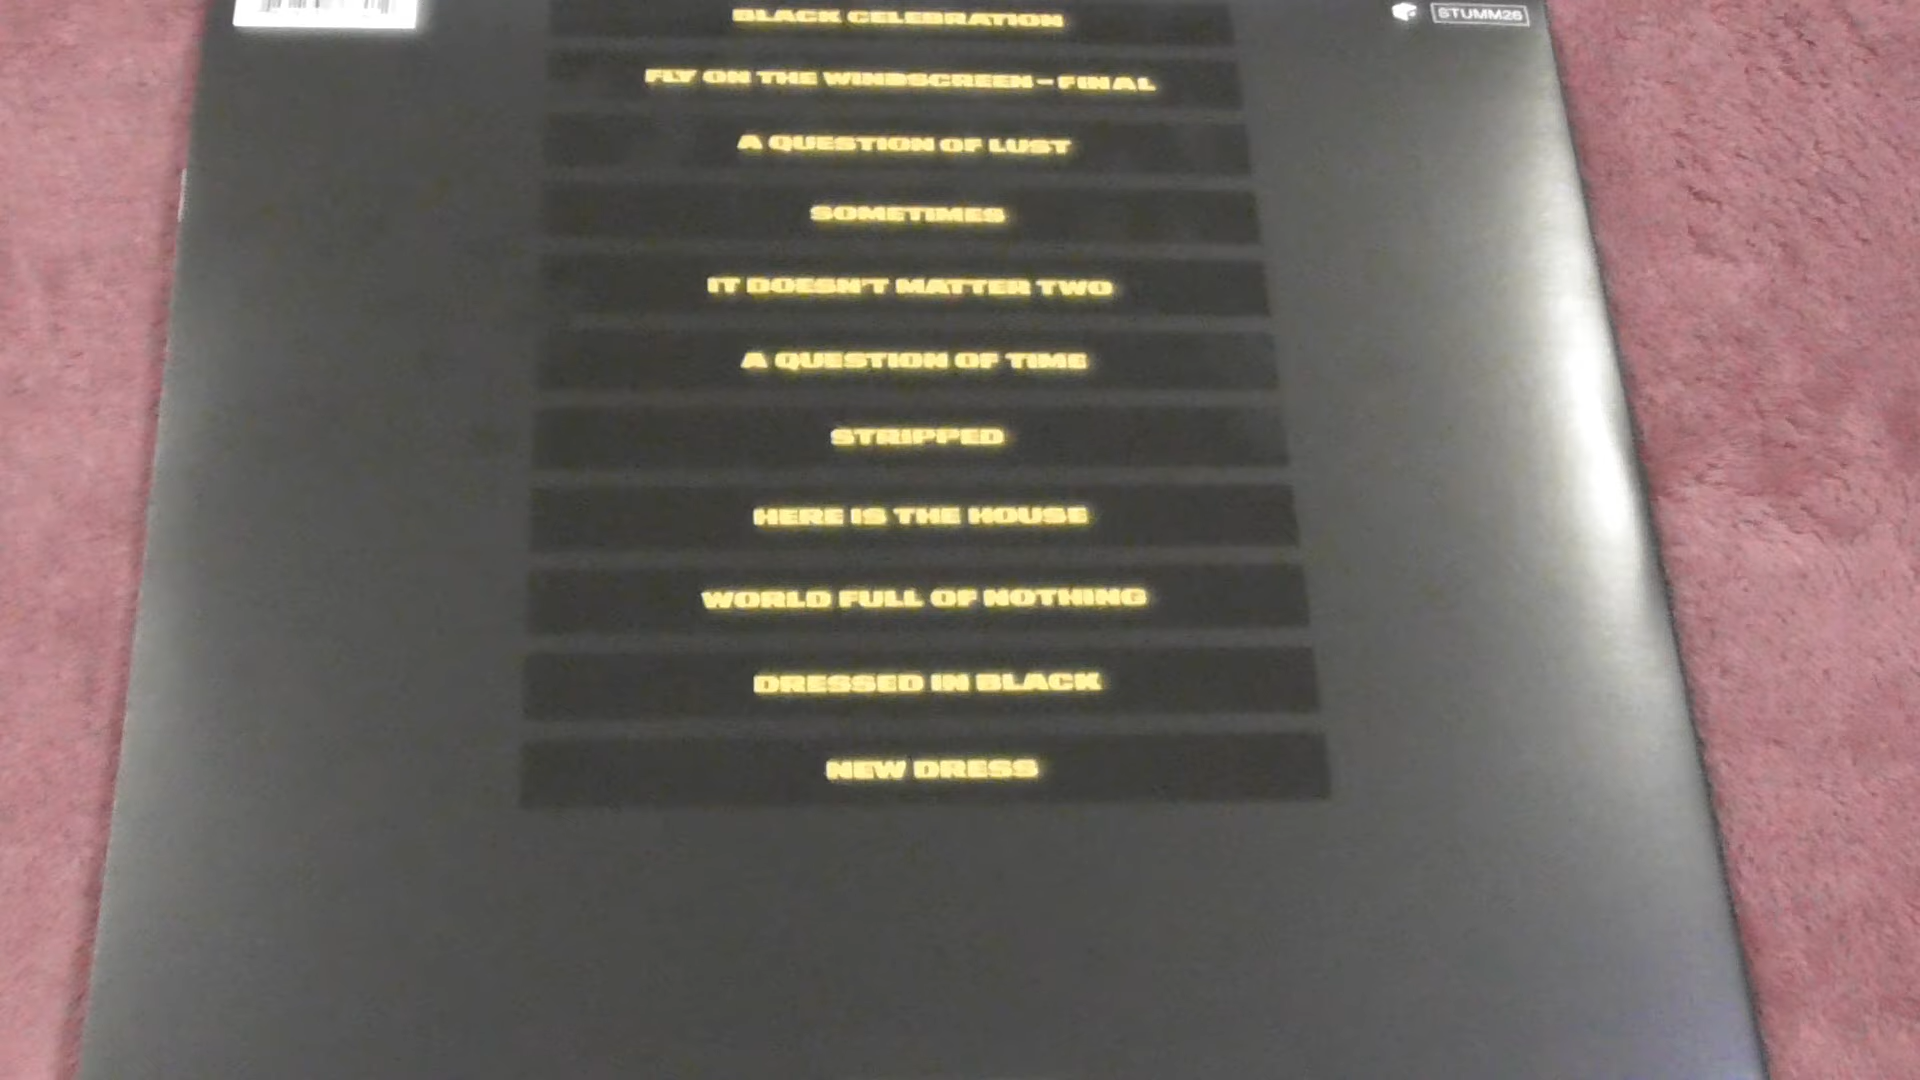 STUMM26
BLACK CELEBRATION
FLY ON THE WINDSCREEN – FINAL
A QUESTION OF LUST
SOMETIMES
IT DOESN'T MATTER TWO
A QUESTION OF TIME
STRIPPED
HERE IS THE HOUSE
WORLD FULL OF NOTHING
DRESSED IN BLACK
NEW DRESS